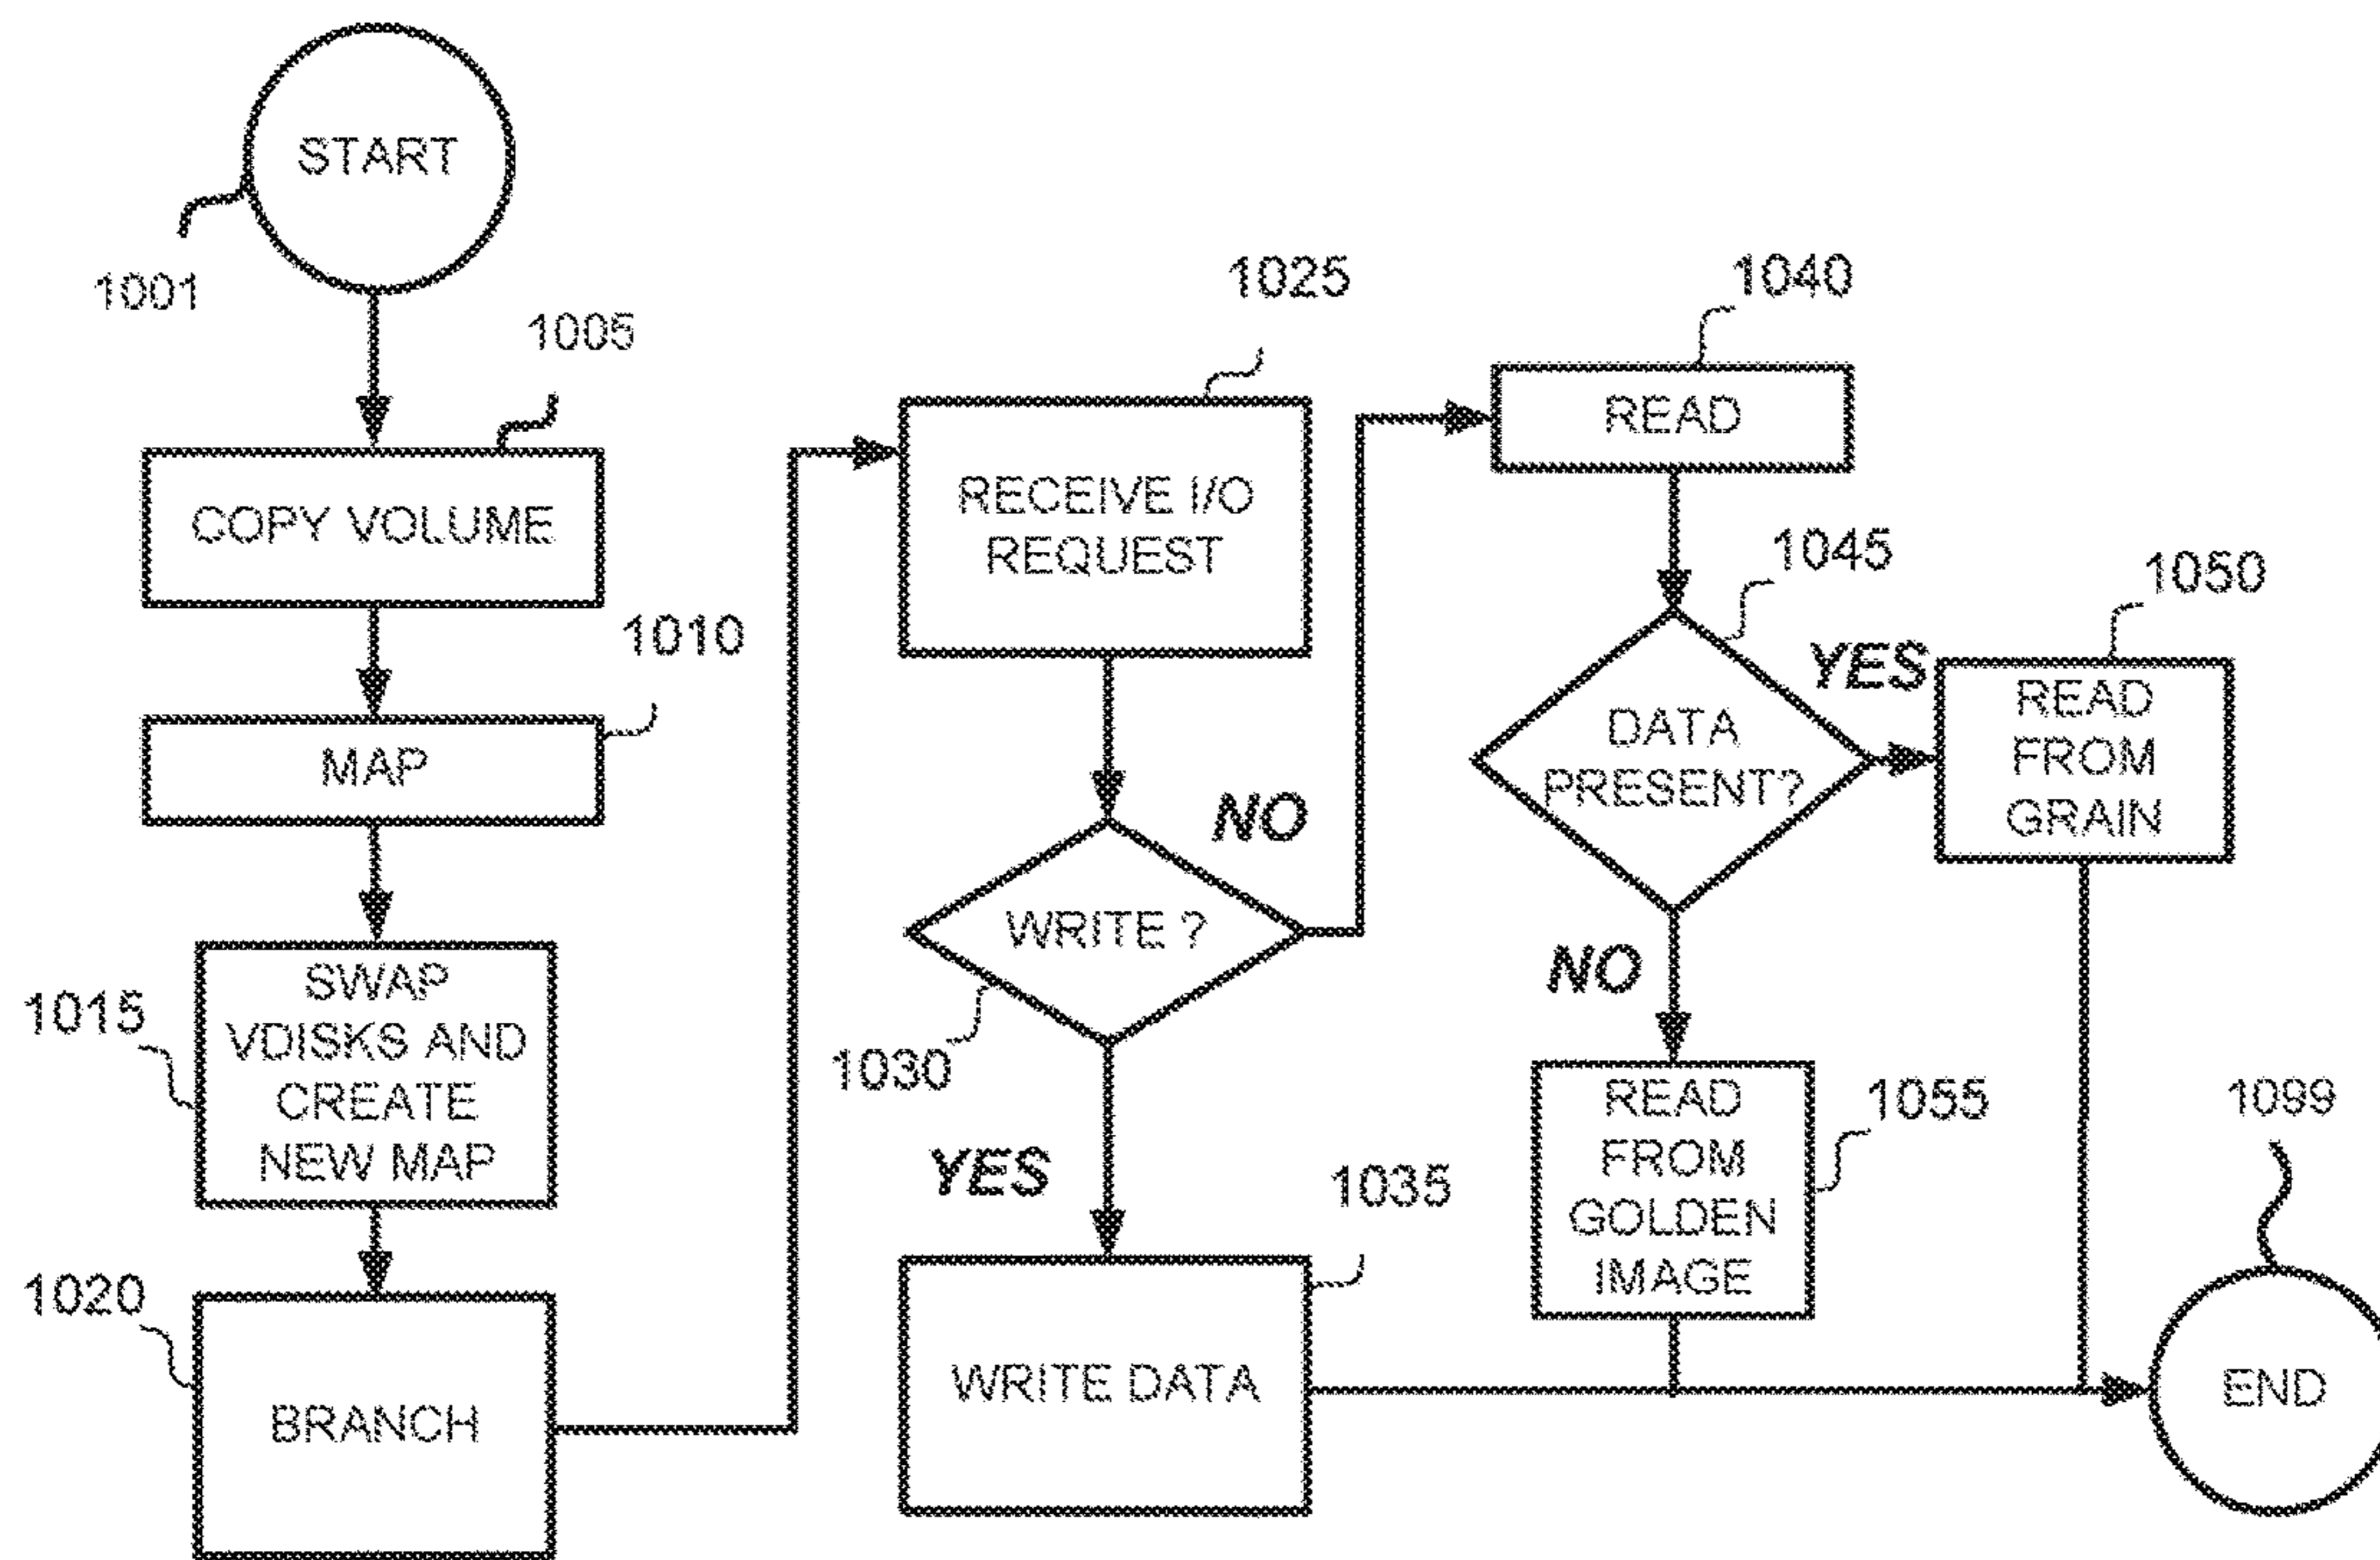 START
1001
1005
COPY VOLUME
1010
MAP
1015
SWAP
VDISKS AND
CREATE
NEW MAP
1020
BRANCH
1025
RECEIVE I/O
REQUEST
NO
WRITE ?
1030
YES
1035
WRITE DATA
1040
READ
1045
DATA
PRESENT?
YES
1050
READ
FROM
GRAIN
NO
1055
READ
FROM
GOLDEN
IMAGE
1099
END